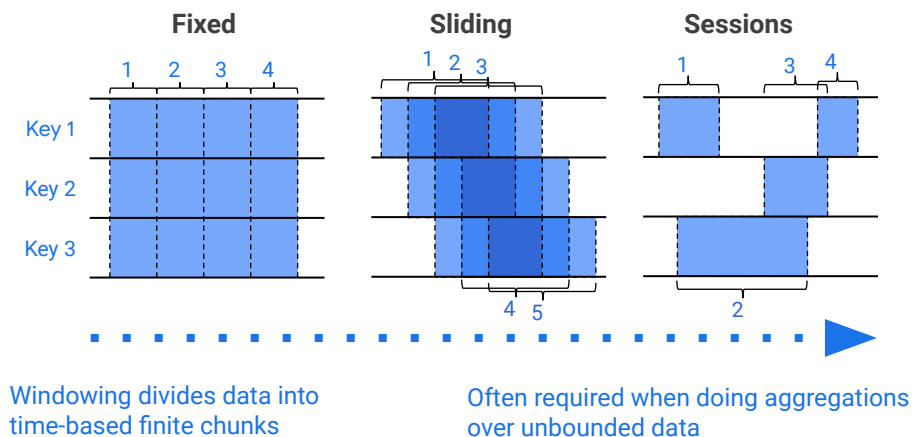 Fixed
Sliding
Sessions
1 2 3 4
1 2 3
1 3 4
Key 1
Key 2
Key 3
4 5
2
Windowing divides data into
time-based finite chunks
Often required when doing aggregations
over unbounded data